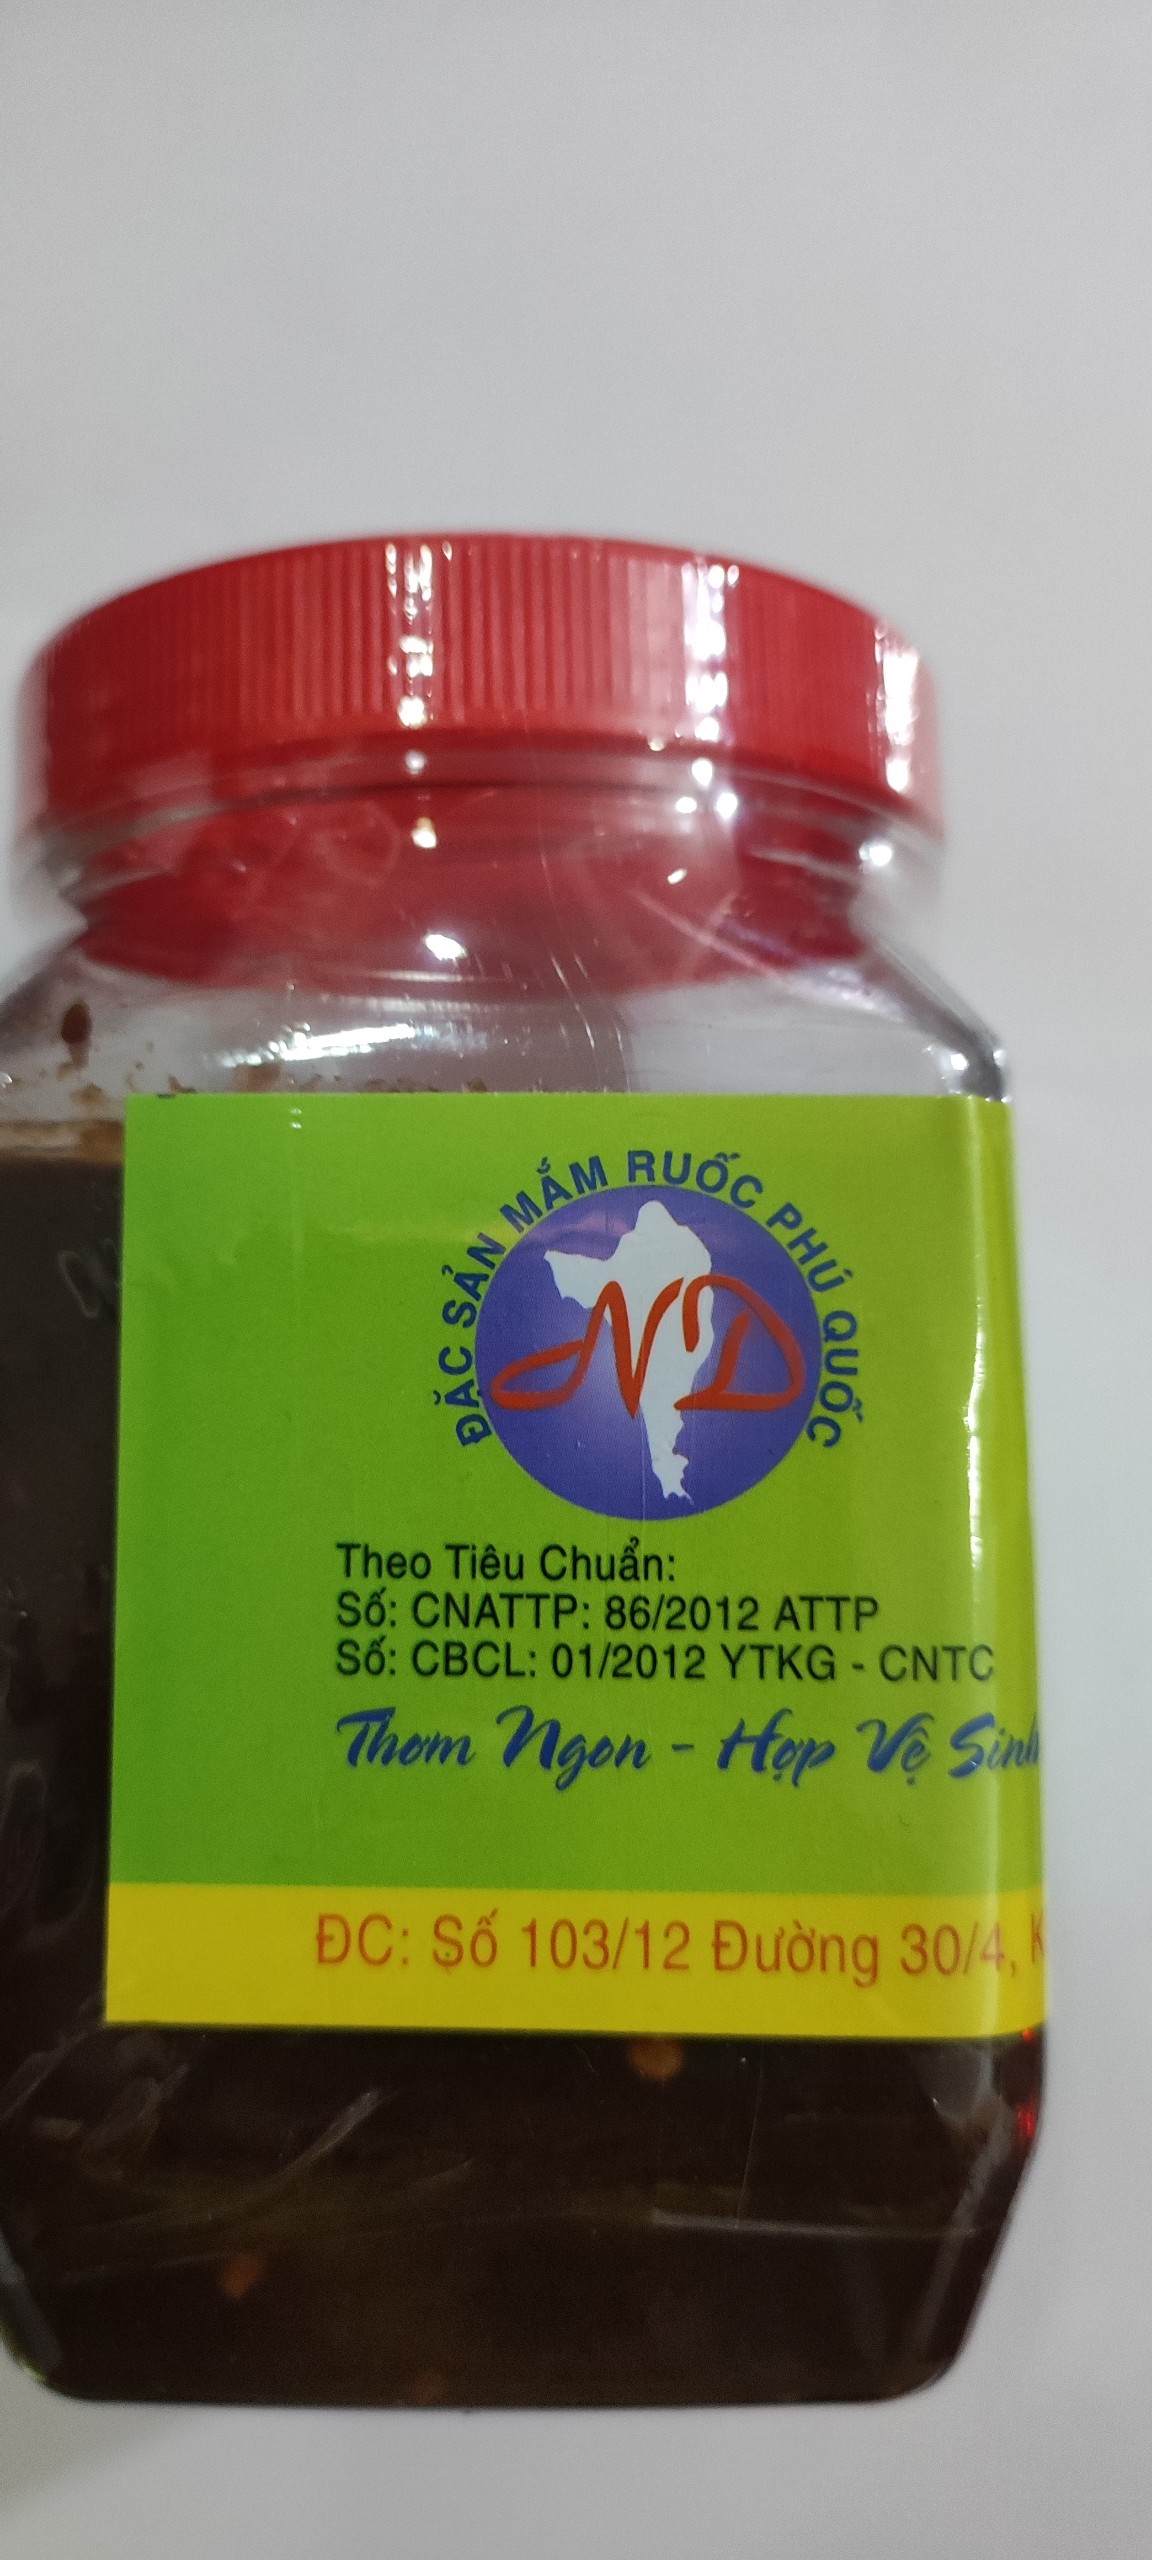 ĐẶC SẢN MẮM RUỐC PHÚ QUỐC
ND
Theo Tiêu Chuẩn:
Số: CNATTP: 86/2012 ATTP
Số: CBCL: 01/2012 YTKG - CNTC
Thơm Ngon - Hợp Vệ Sinh
ĐC: Số 103/12 Đường 30/4, K